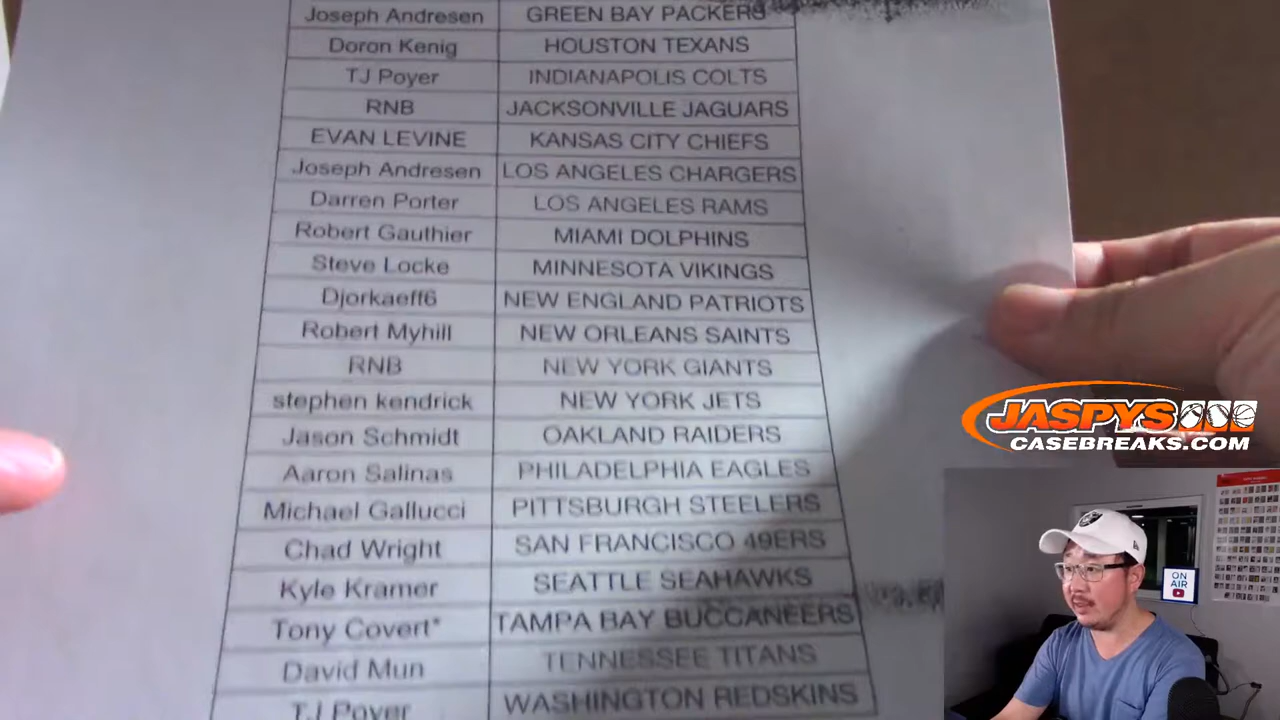 Joseph Andresen GREEN BAY PACKERS
Doron Kenig HOUSTON TEXANS
TJ Poyer INDIANAPOLIS COLTS
RNB JACKSONVILLE JAGUARS
EVAN LEVINE KANSAS CITY CHIEFS
Joseph Andresen LOS ANGELES CHARGERS
Darren Porter LOS ANGELES RAMS
Robert Gauthier MIAMI DOLPHINS
Steve Locke MINNESOTA VIKINGS
Djorkaeff6 NEW ENGLAND PATRIOTS
Robert Myhill NEW ORLEANS SAINTS
RNB NEW YORK GIANTS
stephen kendrick NEW YORK JETS
Jason Schmidt OAKLAND RAIDERS
Aaron Salinas PHILADELPHIA EAGLES
Michael Gallucci PITTSBURGH STEELERS
Chad Wright SAN FRANCISCO 49ERS
Kyle Kramer SEATTLE SEAHAWKS
Tony Covert* TAMPA BAY BUCCANEERS
David Mun TENNESSEE TITANS
TJ Poyer WASHINGTON REDSKINS
JASPYS
CASEBREAKS.COM
ON
AIR